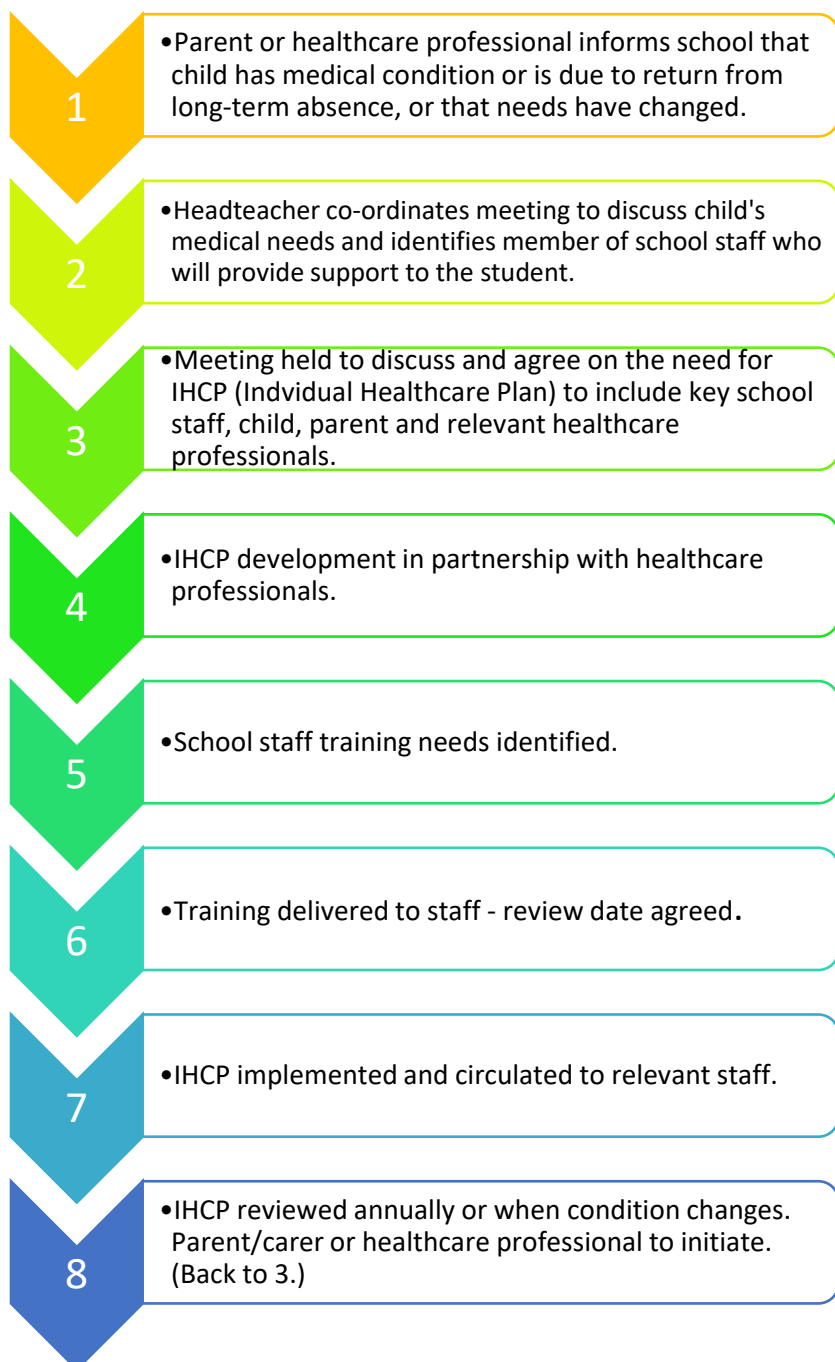 1
•Parent or healthcare professional informs school that
child has medical condition or is due to return from
long-term absence, or that needs have changed.
2
•Headteacher co-ordinates meeting to discuss child's
medical needs and identifies member of school staff who
will provide support to the student.
3
•Meeting held to discuss and agree on the need for
IHCP (Indvidual Healthcare Plan) to include key school
staff, child, parent and relevant healthcare
professionals.
4
•IHCP development in partnership with healthcare
professionals.
5
•School staff training needs identified.
6
•Training delivered to staff - review date agreed.
7
•IHCP implemented and circulated to relevant staff.
8
•IHCP reviewed annually or when condition changes.
Parent/carer or healthcare professional to initiate.
(Back to 3.)